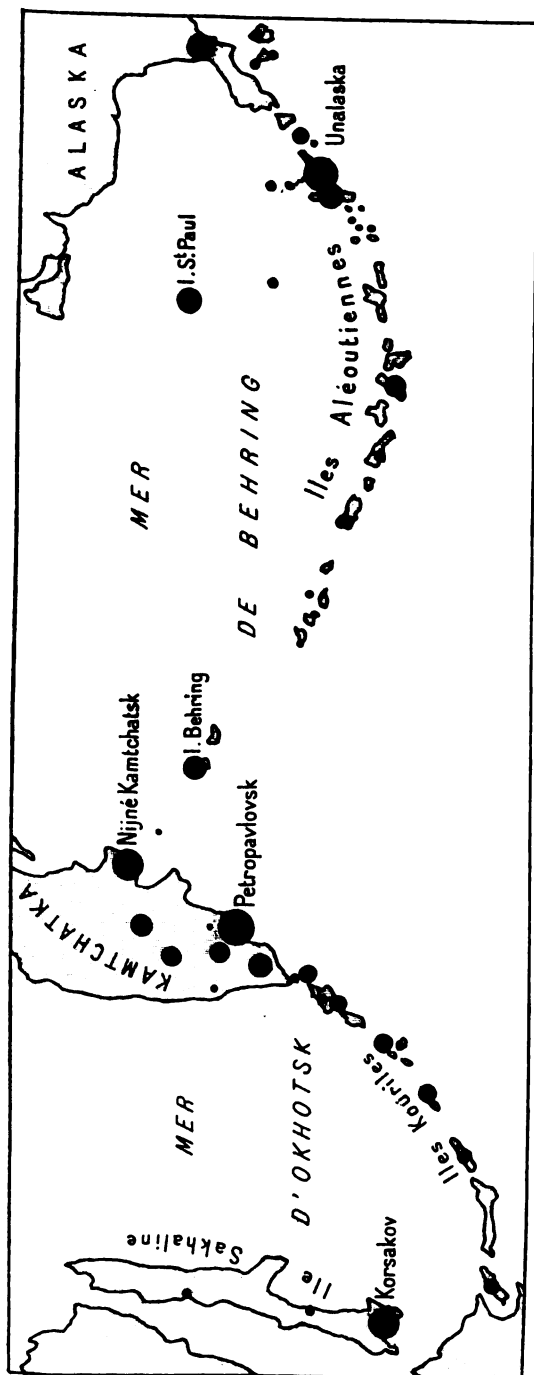 ALASKA
Unalaska
I. St Paul
Iles Aléoutiennes
MER
DE BEHRING
Nijné Kamtchatsk
I. Behring
Petropavlovsk
KAMTCHATKA
MER
D'OKHOTSK
Iles Kouriles
Ile Sakhaline
Korsakov